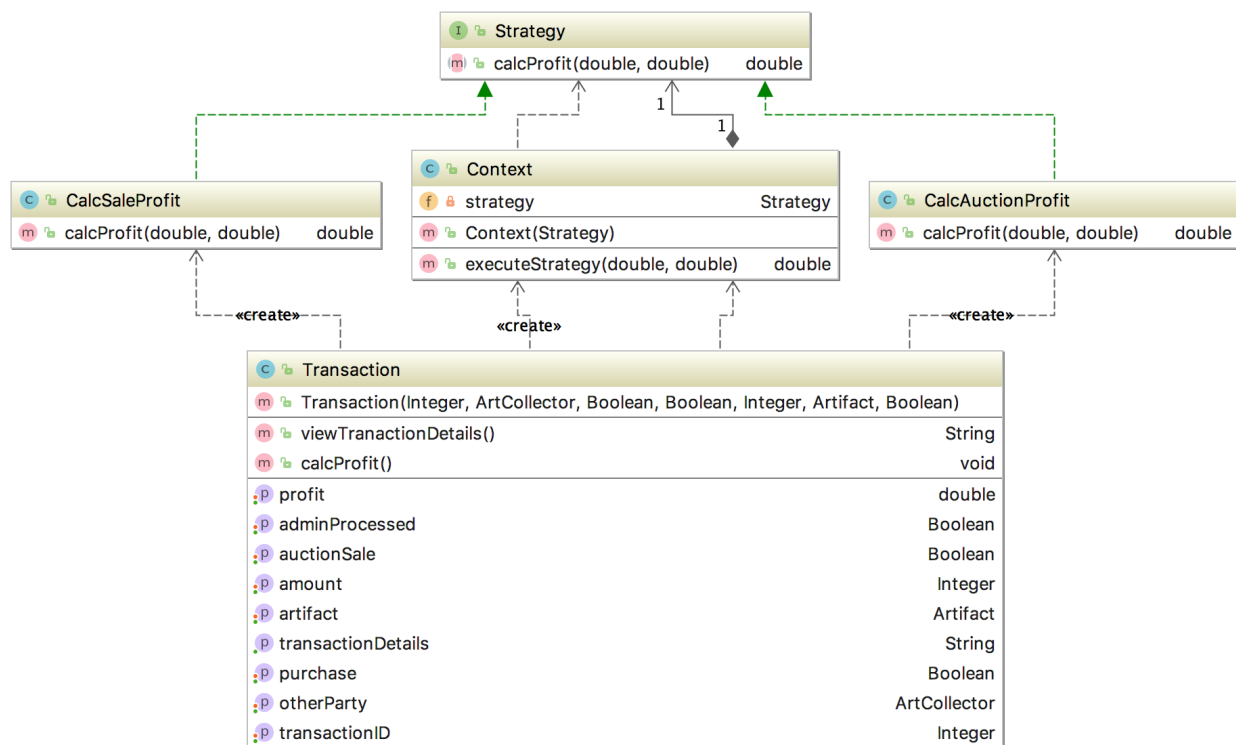 Strategy
calcProfit(double, double) double
1
1
Context
CalcSaleProfit
strategy Strategy
CalcAuctionProfit
calcProfit(double, double) double
Context(Strategy)
calcProfit(double, double) double
executeStrategy(double, double) double
«create»
«create»
«create»
Transaction
Transaction(Integer, ArtCollector, Boolean, Boolean, Integer, Artifact, Boolean)
viewTranactionDetails() String
calcProfit() void
profit double
adminProcessed Boolean
auctionSale Boolean
amount Integer
artifact Artifact
transactionDetails String
purchase Boolean
otherParty ArtCollector
transactionID Integer